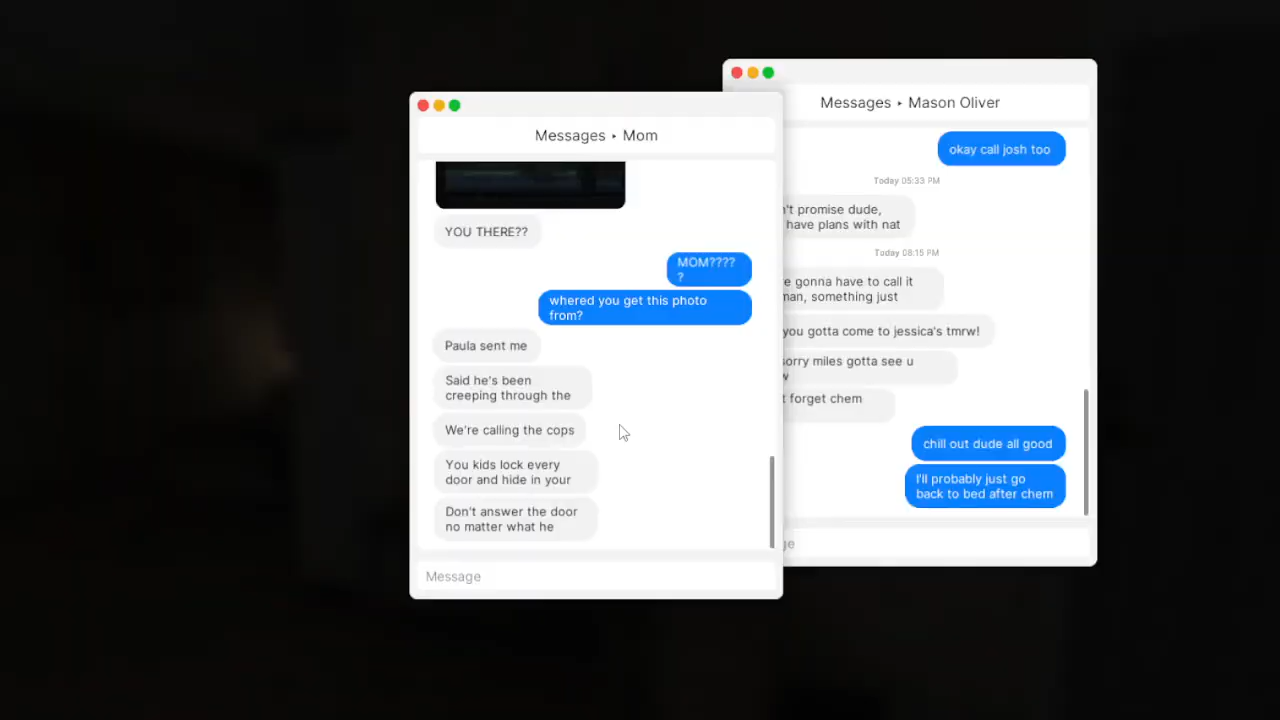 Messages ▸ Mom
YOU THERE??
MOM????
?
whered you get this photo
from?
Paula sent me
Said he's been
creeping through the
We're calling the cops
You kids lock every
door and hide in your
Don't answer the door
no matter what he
Message
Messages ▸ Mason Oliver
okay call josh too
Today 05:33 PM
't promise dude,
have plans with nat
Today 08:15 PM
gonna have to call it
man, something just
you gotta come to jessica's tmrw!
sorry miles gotta see u
forget chem
chill out dude all good
I'll probably just go
back to bed after chem